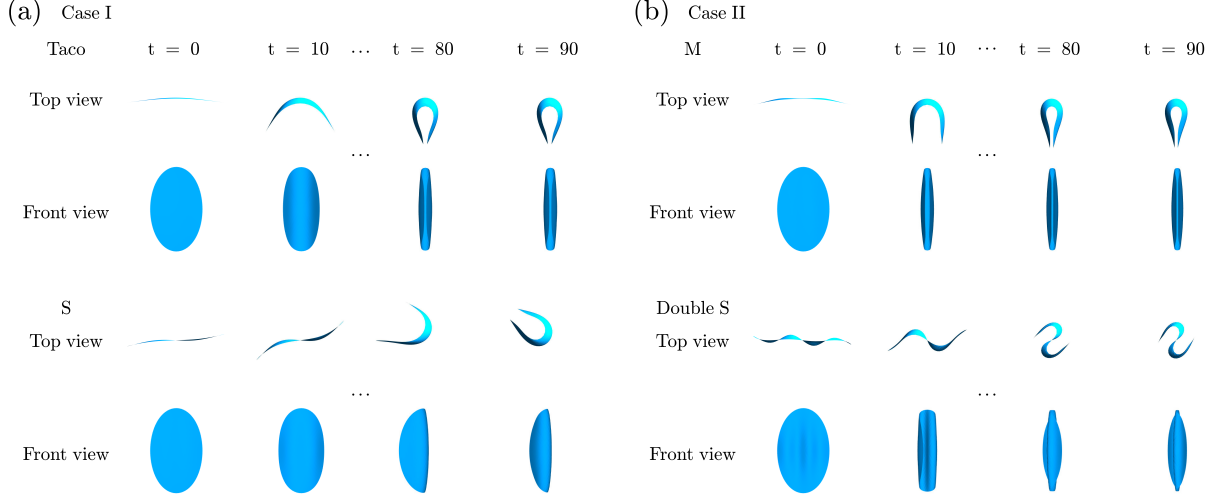 (a) Case I
Taco t = 0 t = 10 ... t = 80 t = 90
Top view
...
Front view
S
Top view
...
Front view
(b) Case II
M t = 0 t = 10 ... t = 80 t = 90
Top view
...
Front view
Double S
Top view
...
Front view